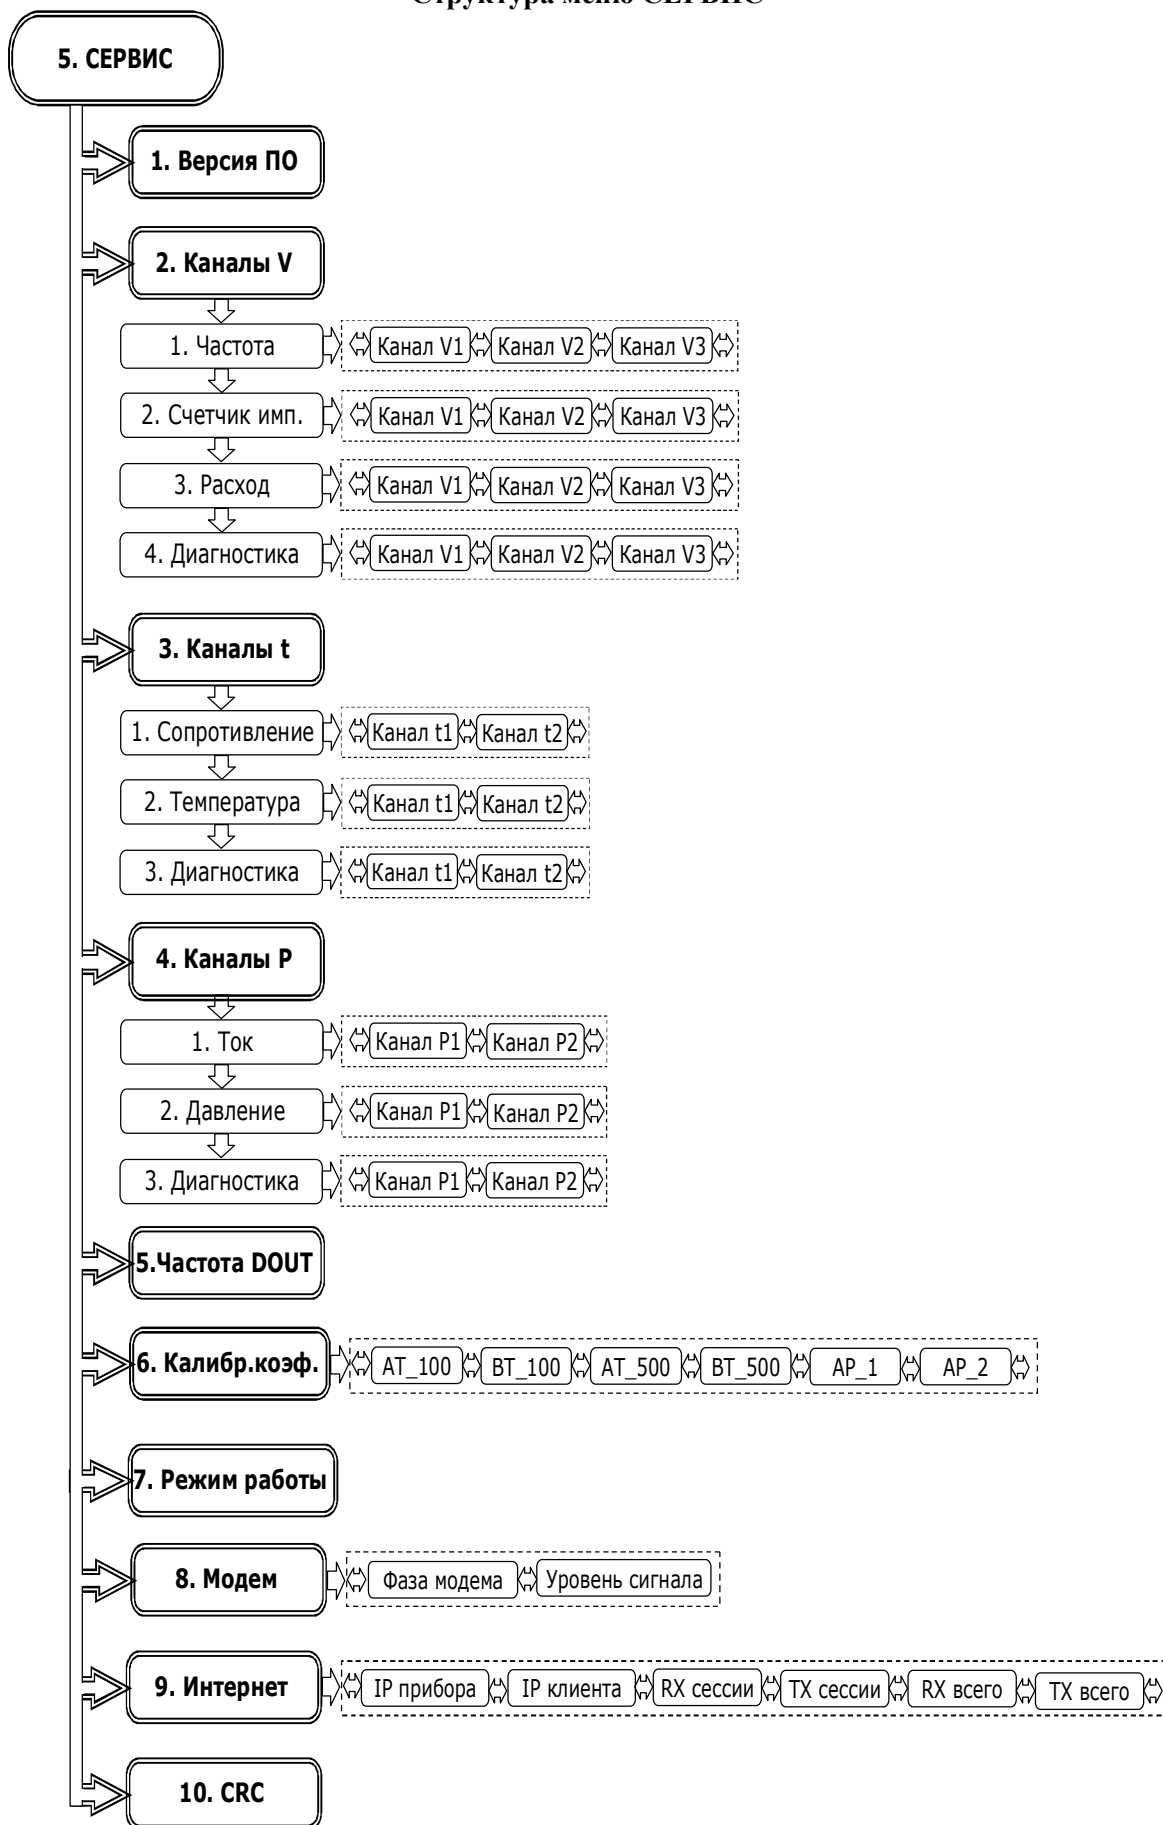 Структура меню СЕРВИС
5. СЕРВИС
1. Версия ПО
2. Каналы V
1. Частота Канал V1 Канал V2 Канал V3
2. Счетчик имп. Канал V1 Канал V2 Канал V3
3. Расход Канал V1 Канал V2 Канал V3
4. Диагностика Канал V1 Канал V2 Канал V3
3. Каналы t
1. Сопротивление Канал t1 Канал t2
2. Температура Канал t1 Канал t2
3. Диагностика Канал t1 Канал t2
4. Каналы P
1. Ток Канал P1 Канал P2
2. Давление Канал P1 Канал P2
3. Диагностика Канал P1 Канал P2
5.Частота DOUT
6. Калибр.коэф. AT_100 BT_100 AT_500 BT_500 AP_1 AP_2
7. Режим работы
8. Модем Фаза модема Уровень сигнала
9. Интернет IP прибора IP клиента RX сессии TX сессии RX всего TX всего
10. CRC